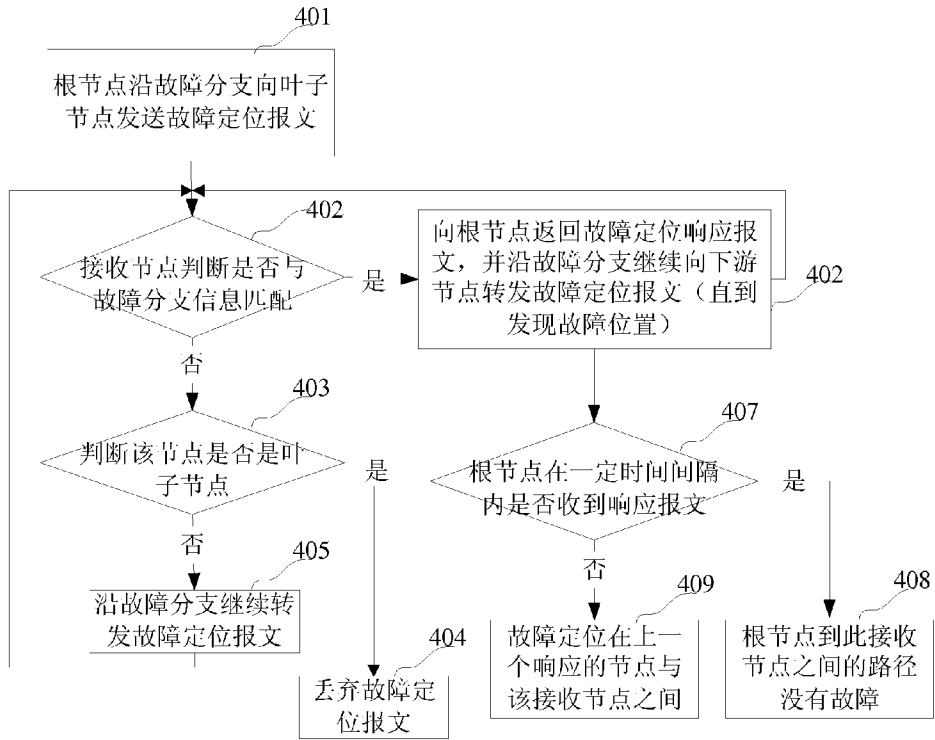 401
根节点沿故障分支向叶子
节点发送故障定位报文
402
接收节点判断是否与
故障分支信息匹配
是
向根节点返回故障定位响应报
文，并沿故障分支继续向下游
节点转发故障定位报文（直到
发现故障位置）
402
否
403
判断该节点是否是叶
子节点
是
407
根节点在一定时间间隔
内是否收到响应报文
是
否
405
沿故障分支继续转
发故障定位报文
404
丢弃故障定
位报文
否
409
故障定位在上一
个响应的节点与
该接收节点之间
408
根节点到此接收
节点之间的路径
没有故障